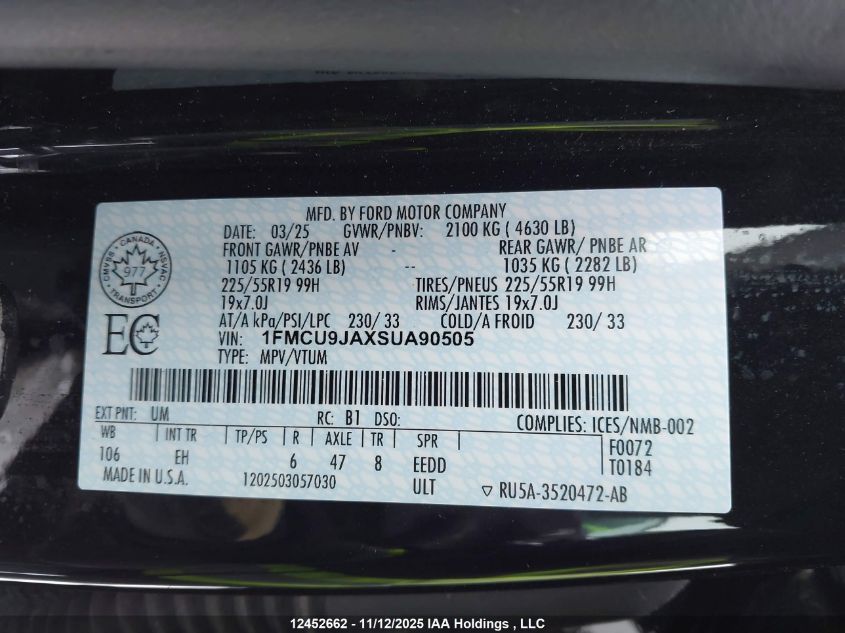 MFD. BY FORD MOTOR COMPANY
DATE: 03/25 GVWR/PNBV: 2100 KG ( 4630 LB)
FRONT GAWR/PNBE AV - REAR GAWR/ PNBE AR
1105 KG ( 2436 LB) -- 1035 KG ( 2282 LB)
225/55R19 99H TIRES/PNEUS 225/55R19 99H
19x7.0J RIMS/JANTES 19x7.0J
AT/A kPa/PSI/LPC 230/ 33 COLD/A FROID 230/ 33
VIN: 1FMCU9JAXSUA90505
TYPE: MPV/VTUM
CMVSS · CANADA · NSVAC
977
TRANSPORT
EC
EXT PNT: UM RC: B1 DSO: COMPLIES: ICES/NMB-002
WB INT TR TP/PS R AXLE TR SPR F0072
106 EH 6 47 8 EEDD T0184
MADE IN U.S.A. 1202503057030 ULT ▽ RU5A-3520472-AB
12452662 - 11/12/2025 IAA Holdings , LLC